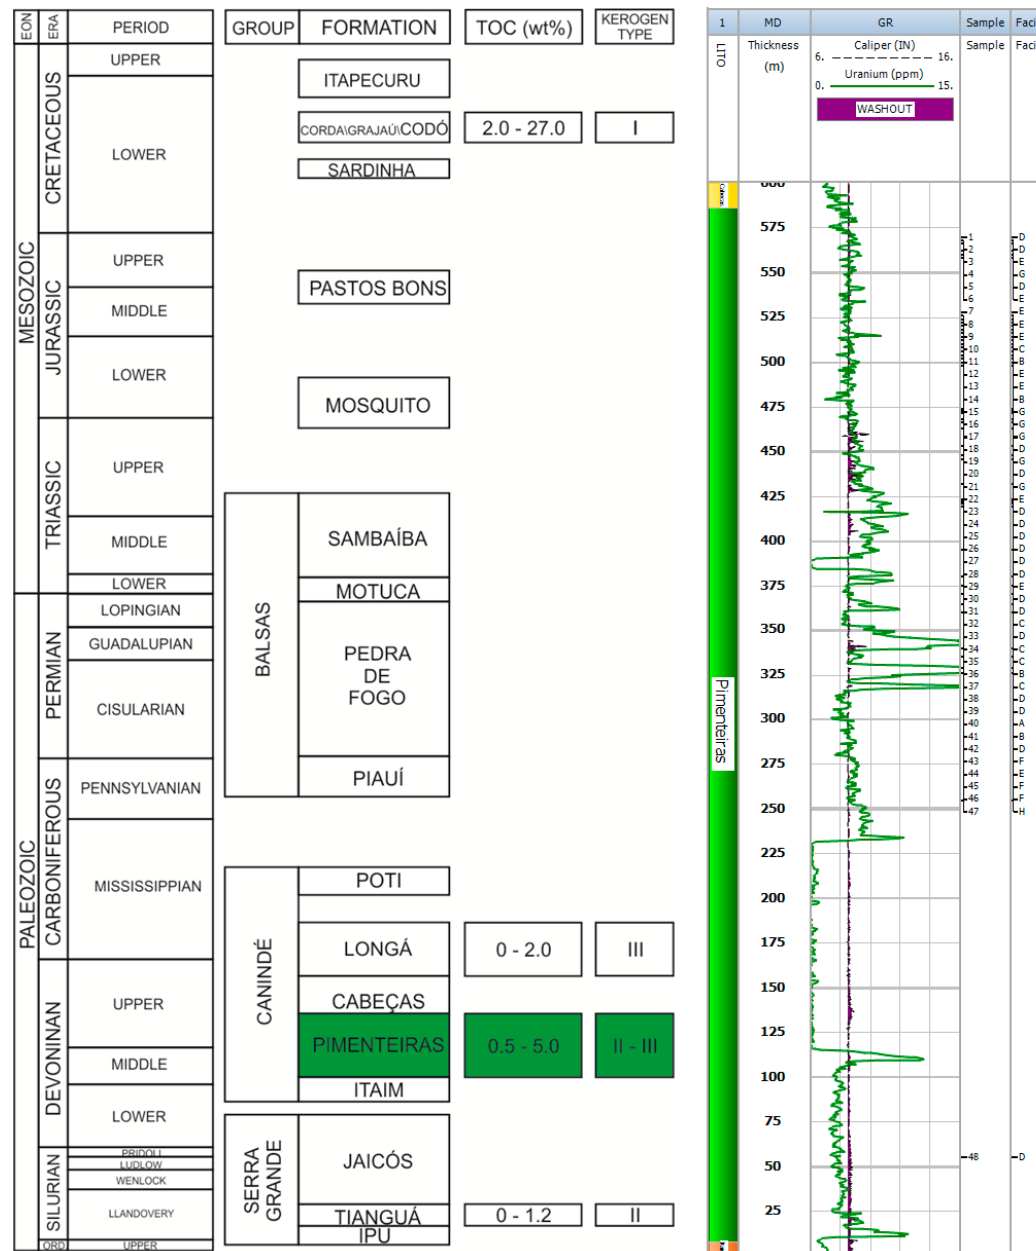 EON
ERA
PERIOD
GROUP
FORMATION
TOC (wt%)
KEROGEN
TYPE
MESOZOIC
PALEOZOIC
CRETACEOUS
JURASSIC
TRIASSIC
PERMIAN
CARBONIFEROUS
DEVONINAN
SILURIAN
ORD
UPPER
LOWER
UPPER
MIDDLE
LOWER
UPPER
MIDDLE
LOWER
LOPINGIAN
GUADALUPIAN
CISULARIAN
PENNSYLVANIAN
MISSISSIPPIAN
UPPER
MIDDLE
LOWER
PRIDOLI
LUDLOW
WENLOCK
LLANDOVERY
UPPER
BALSAS
CANINDÉ
SERRA
GRANDE
ITAPECURU
CORDA\GRAJAÚ\CODÓ 2.0 - 27.0 I
SARDINHA
PASTOS BONS
MOSQUITO
SAMBAÍBA
MOTUCA
PEDRA
DE
FOGO
PIAUÍ
POTI
LONGÁ 0 - 2.0 III
CABEÇAS
PIMENTEIRAS 0.5 - 5.0 II - III
ITAIM
JAICÓS
TIANGUÁ 0 - 1.2 II
IPU
1 MD GR Sample Faci
LITO
Thickness
(m)
Caliper (IN)
6. 16.
Uranium (ppm)
0. 15.
WASHOUT
Sample Faci
Pimenteiras
600
575
550
525
500
475
450
425
400
375
350
325
300
275
250
225
200
175
150
125
100
75
50
25
1 D
2 D
3 E
4 G
5 D
6 E
7 E
8 E
9 E
10 C
11 B
12 E
13 E
14 B
15 G
16 G
17 G
18 D
19 G
20 D
21 G
22 E
23 D
24 D
25 D
26 D
27 D
28 D
29 E
30 D
31 D
32 C
33 D
34 C
35 C
36 B
37 C
38 D
39 D
40 A
41 B
42 D
43 F
44 E
45 F
46 F
47 H
48 D